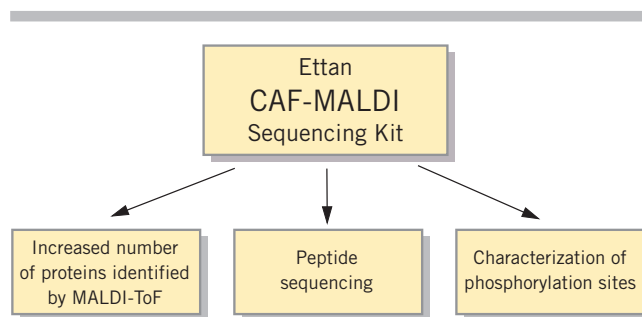 Ettan
CAF-MALDI
Sequencing Kit
Increased number
of proteins identified
by MALDI-ToF
Peptide
sequencing
Characterization of
phosphorylation sites